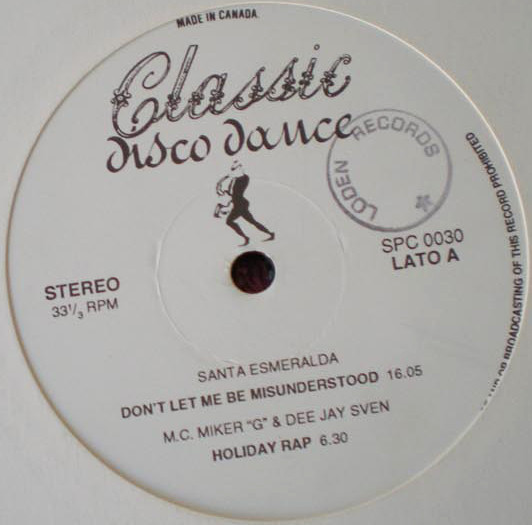 MADE IN CANADA.
Classic
disco dance
LODEN RECORDS
SPC 0030
LATO A
STEREO
33 1/3 RPM
SANTA ESMERALDA
DON'T LET ME BE MISUNDERSTOOD 16.05
M.C. MIKER "G" & DEE JAY SVEN
HOLIDAY RAP 6.30
OR BROADCASTING OF THIS RECORD PROHIBITED